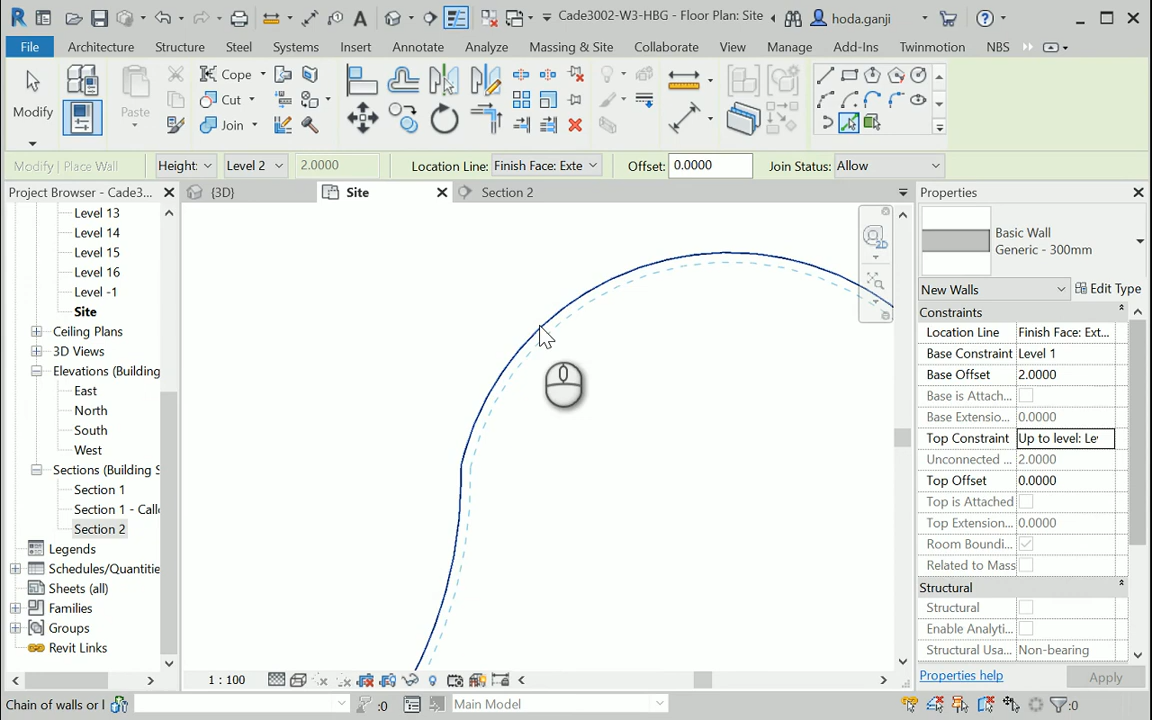 Cade3002-W3-HBG - Floor Plan: Site
hoda.ganji
File Architecture Structure Steel Systems Insert Annotate Analyze Massing & Site Collaborate View Manage Add-Ins Twinmotion NBS
Modify
Paste
Cope
Cut
Join
Modify | Place Wall
Height:
Level 2
2.0000
Location Line:
Finish Face: Exte
Offset:
0.0000
Join Status:
Allow
Project Browser - Cade3...
{3D}
Site
Section 2
Properties
Level 13
Level 14
Level 15
Level 16
Level -1
Site
Ceiling Plans
3D Views
Elevations (Building
East
North
South
West
Sections (Building S
Section 1
Section 1 - Calle
Section 2
Legends
Schedules/Quantitie
Sheets (all)
Families
Groups
Revit Links
2D
Basic Wall
Generic - 300mm
New Walls
Edit Type
Constraints
Location Line Finish Face: Ext...
Base Constraint Level 1
Base Offset 2.0000
Base is Attach...
Base Extensio... 0.0000
Top Constraint Up to level: Le
Unconnected ... 2.0000
Top Offset 0.0000
Top is Attached
Top Extension... 0.0000
Room Boundi...
Related to Mass
Structural
Structural
Enable Analyti...
Structural Usa... Non-bearing
Properties help
Apply
1 : 100
Chain of walls or l
:0
Main Model
:0